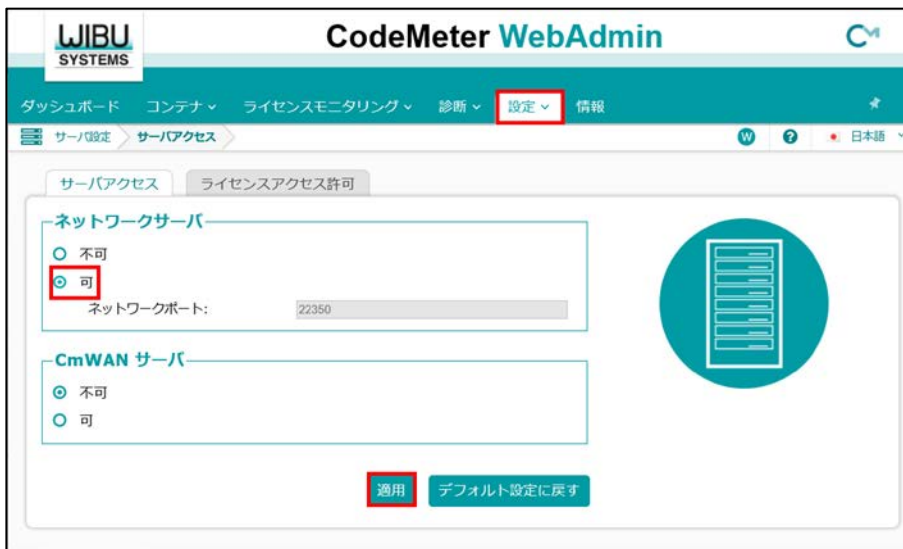 WIBU
SYSTEMS
CodeMeter WebAdmin
ダッシュボード コンテナ ライセンスモニタリング 診断 設定 情報
サーバ設定 サーバアクセス W ? 日本語
サーバアクセス ライセンスアクセス許可
ネットワークサーバ
不可
可
ネットワークポート: 22350
CmWAN サーバ
不可
可
適用 デフォルト設定に戻す